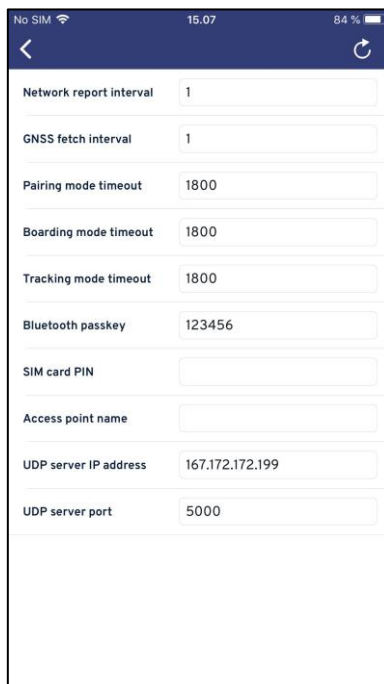 No SIM 15.07 84 %
Network report interval 1
GNSS fetch interval 1
Pairing mode timeout 1800
Boarding mode timeout 1800
Tracking mode timeout 1800
Bluetooth passkey 123456
SIM card PIN
Access point name
UDP server IP address 167.172.172.199
UDP server port 5000